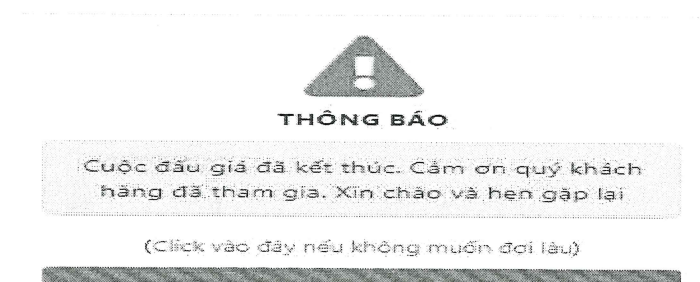 THÔNG BÁO
Cuộc đấu giá đã kết thúc. Cảm ơn quý khách
hàng đã tham gia. Xin chào và hẹn gặp lại
(Click vào đây nếu không muốn đợi lâu)